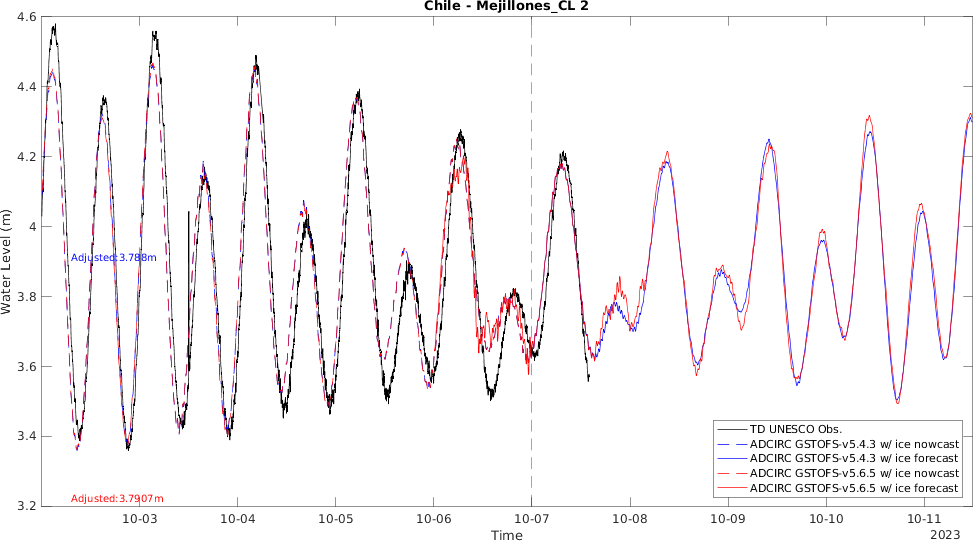 Chile - Mejillones_CL 2
Water Level (m)
4.6
4.4
4.2
4
3.8
3.6
3.4
3.2
Adjusted:3.788m
Adjusted:3.7907m
TD UNESCO Obs.
ADCIRC GSTOFS-v5.4.3 w/ ice nowcast
ADCIRC GSTOFS-v5.4.3 w/ ice forecast
ADCIRC GSTOFS-v5.6.5 w/ ice nowcast
ADCIRC GSTOFS-v5.6.5 w/ ice forecast
10-03 10-04 10-05 10-06 10-07 10-08 10-09 10-10 10-11
Time
2023